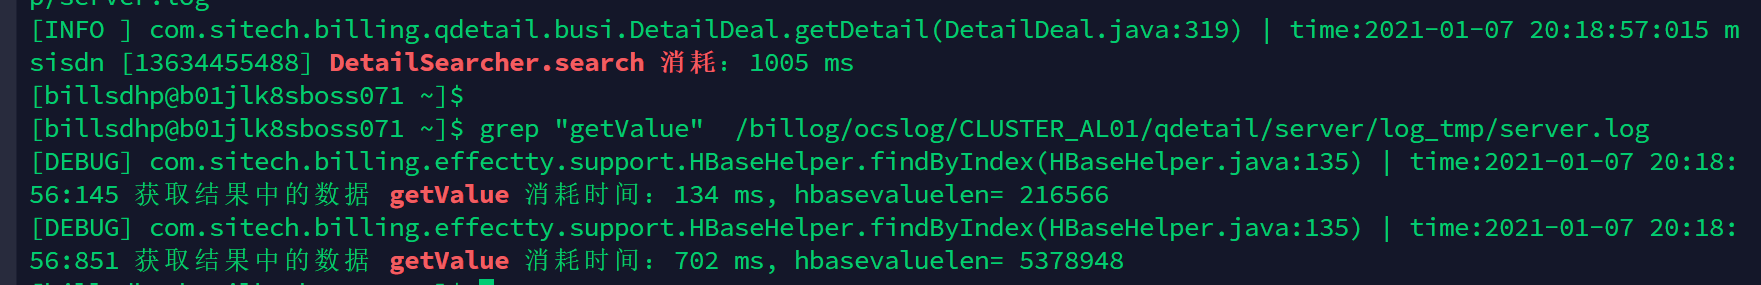 p/server.log
[INFO ] com.sitech.billing.qdetail.busi.DetailDeal.getDetail(DetailDeal.java:319) | time:2021-01-07 20:18:57:015 m
sisdn [13634455488] DetailSearcher.search 消耗: 1005 ms
[billsdhp@b01jlk8sboss071 ~]$
[billsdhp@b01jlk8sboss071 ~]$ grep "getValue"  /billog/ocslog/CLUSTER_AL01/qdetail/server/log_tmp/server.log
[DEBUG] com.sitech.billing.effectty.support.HBaseHelper.findByIndex(HBaseHelper.java:135) | time:2021-01-07 20:18:
56:145 获取结果中的数据 getValue 消耗时间: 134 ms, hbasevaluelen= 216566
[DEBUG] com.sitech.billing.effectty.support.HBaseHelper.findByIndex(HBaseHelper.java:135) | time:2021-01-07 20:18:
56:851 获取结果中的数据 getValue 消耗时间: 702 ms, hbasevaluelen= 5378948